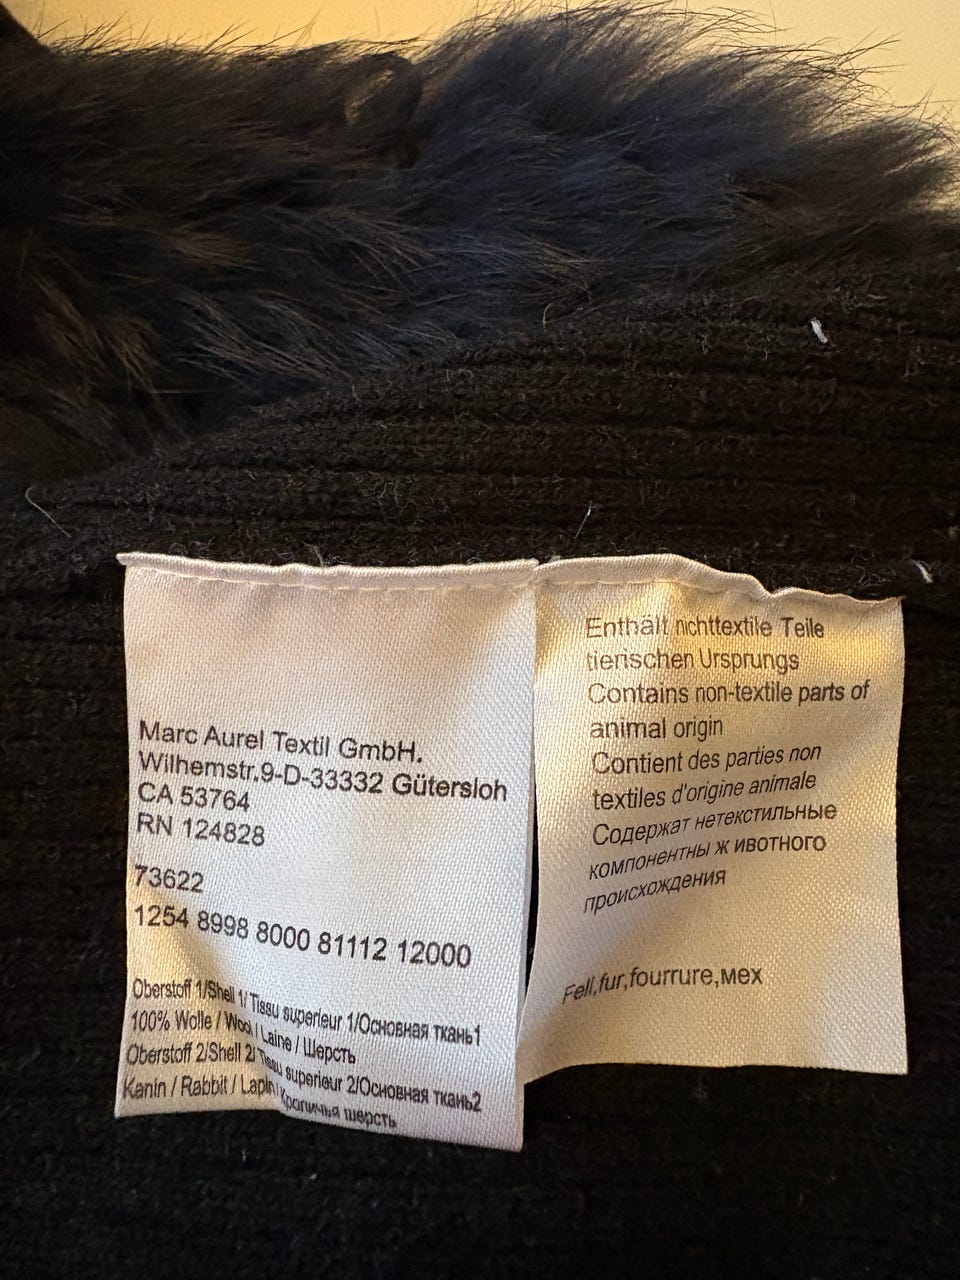 Marc Aurel Textil GmbH.
Wilhemstr.9-D-33332 Gütersloh
CA 53764
RN 124828
73622
1254 8998 8000 81112 12000
Oberstoff 1/Shell 1/ Tissu superieur 1/Основная ткань1
100% Wolle / Wool / Laine / Шерсть
Oberstoff 2/Shell 2/ Tissu superieur 2/Основная ткань2
Kanin / Rabbit / Lapin / Кроличья шерсть
Enthält nichttextile Teile
tierischen Ursprungs
Contains non-textile parts of
animal origin
Contient des parties non
textiles d'origine animale
Содержат нетекстильные
компонентны ж ивотного
происхождения
Fell,fur,fourrure,мех